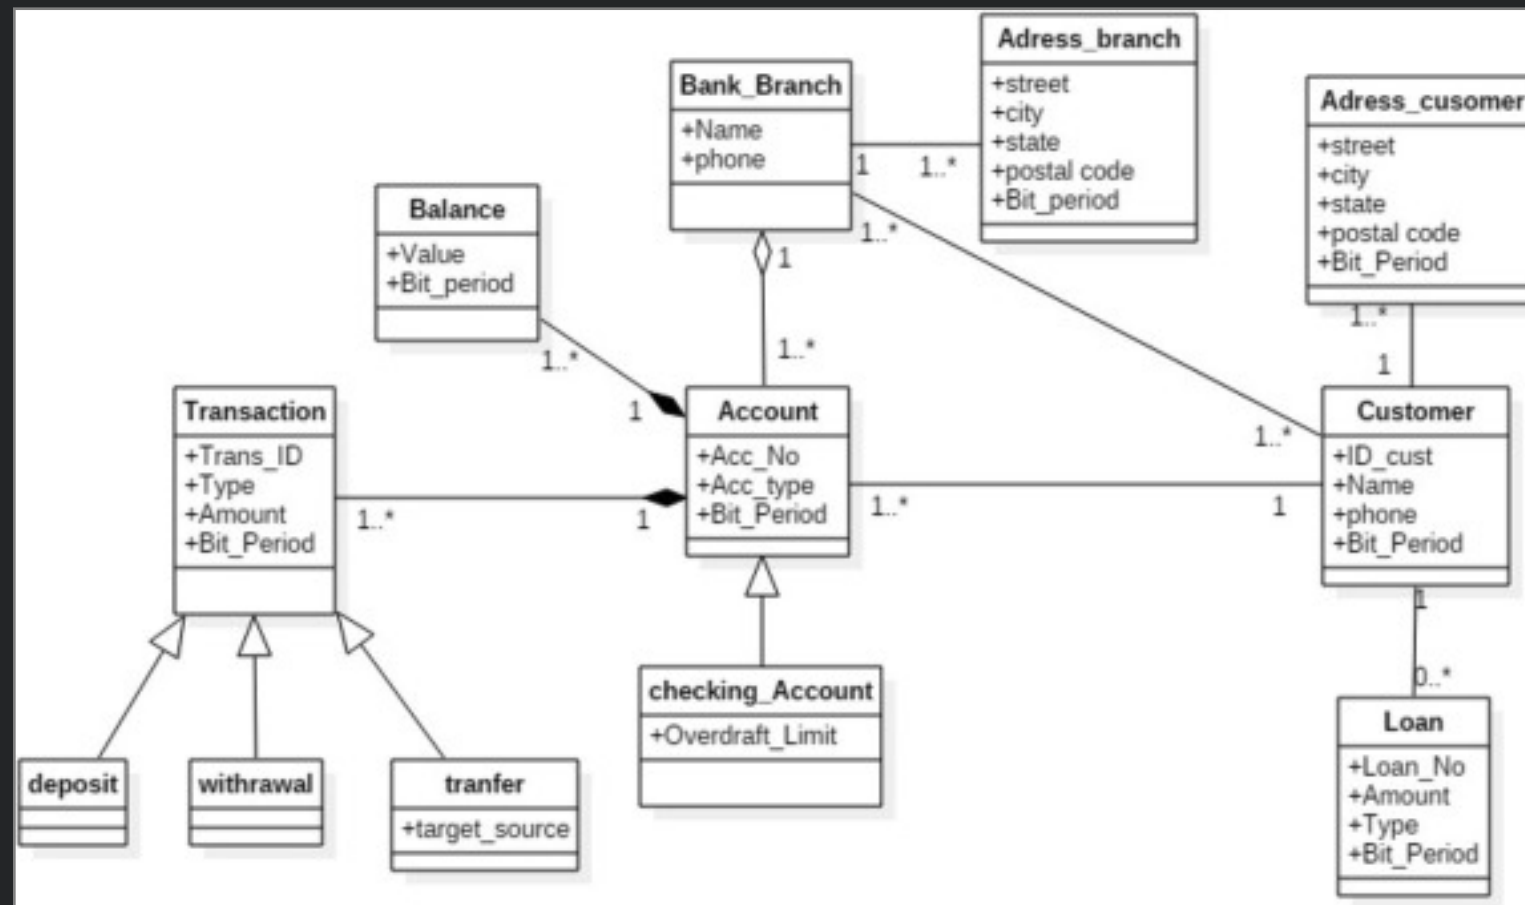 Adress_branch
+street
+city
+state
+postal code
+Bit_period
Bank_Branch
+Name
+phone
1
1..*
1..*
1
Adress_cusomer
+street
+city
+state
+postal code
+Bit_Period
1..*
1
Balance
+Value
+Bit_period
1..*
1
1..*
1..*
Transaction
+Trans_ID
+Type
+Amount
+Bit_Period
1..*
1
Account
+Acc_No
+Acc_type
+Bit_Period
1..*
1
Customer
+ID_cust
+Name
+phone
+Bit_Period
1
0..*
checking_Account
+Overdraft_Limit
Loan
+Loan_No
+Amount
+Type
+Bit_Period
deposit
withrawal
tranfer
+target_source